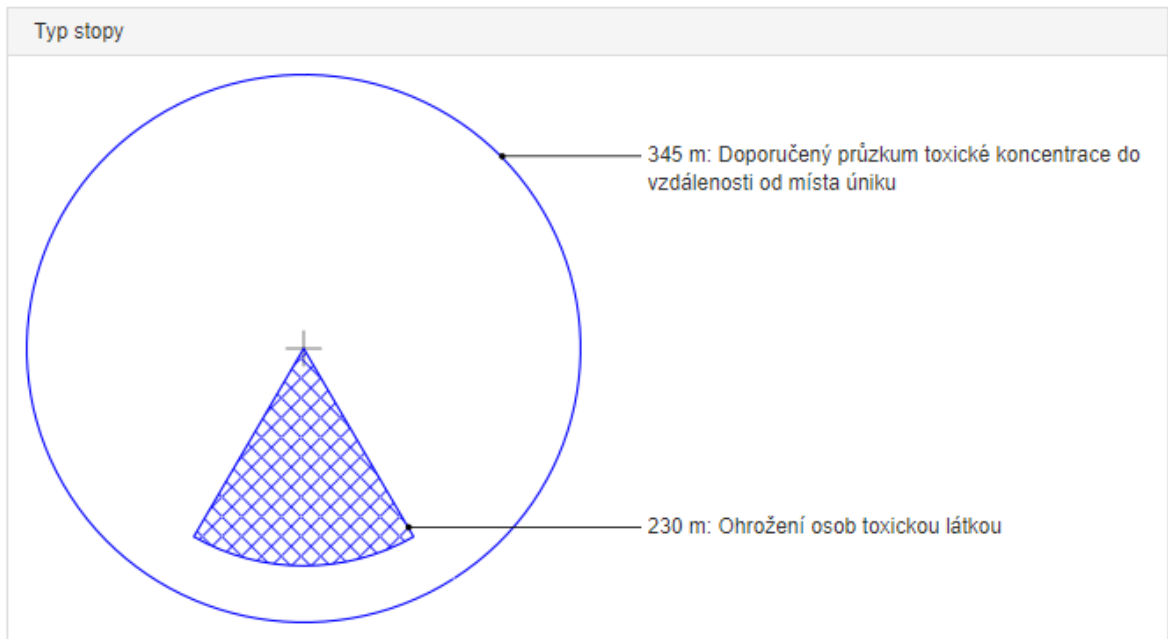 Typ stopy
345 m: Doporučený průzkum toxické koncentrace do
vzdálenosti od místa úniku
230 m: Ohrožení osob toxickou látkou